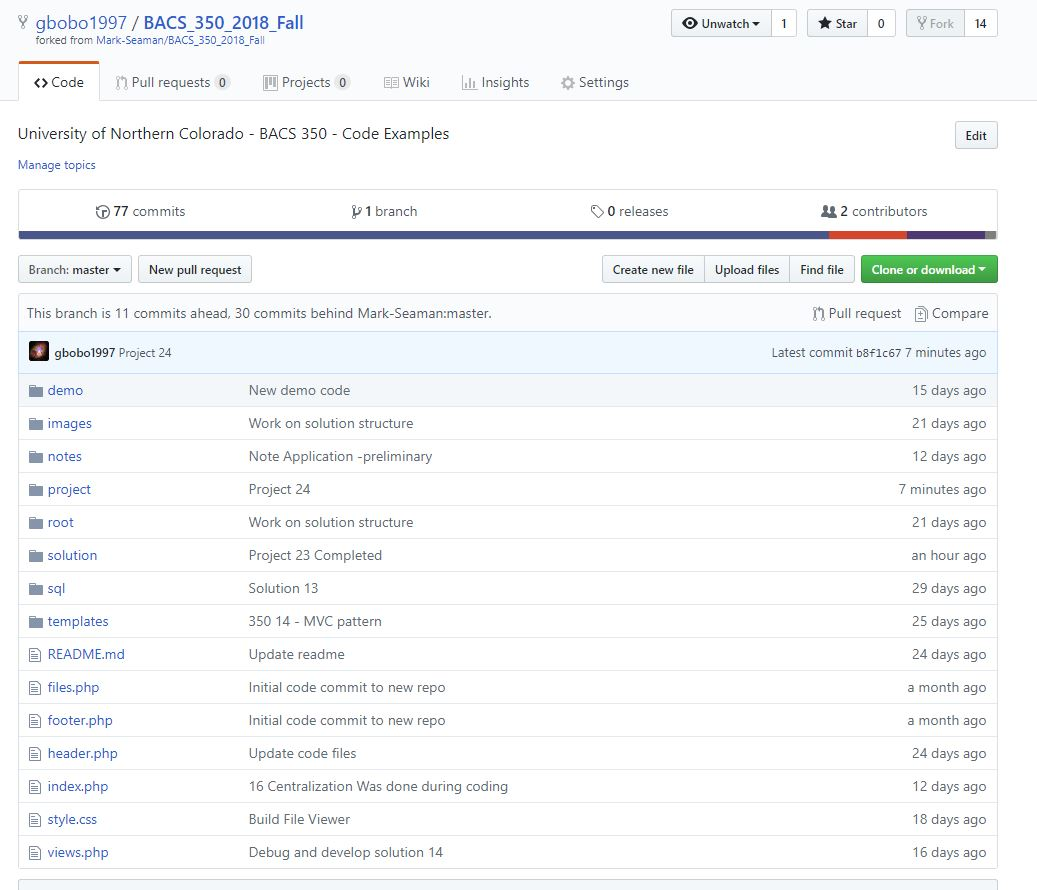 gbobo1997 / BACS_350_2018_Fall
forked from Mark-Seaman/BACS_350_2018_Fall
Unwatch 1 Star 0 Fork 14
Code Pull requests 0 Projects 0 Wiki Insights Settings
University of Northern Colorado - BACS 350 - Code Examples
Edit
Manage topics
77 commits 1 branch 0 releases 2 contributors
Branch: master New pull request Create new file Upload files Find file Clone or download
This branch is 11 commits ahead, 30 commits behind Mark-Seaman:master. Pull request Compare
gbobo1997 Project 24 Latest commit b8f1c67 7 minutes ago
demo New demo code 15 days ago
images Work on solution structure 21 days ago
notes Note Application -preliminary 12 days ago
project Project 24 7 minutes ago
root Work on solution structure 21 days ago
solution Project 23 Completed an hour ago
sql Solution 13 29 days ago
templates 350 14 - MVC pattern 25 days ago
README.md Update readme 24 days ago
files.php Initial code commit to new repo a month ago
footer.php Initial code commit to new repo a month ago
header.php Update code files 24 days ago
index.php 16 Centralization Was done during coding 12 days ago
style.css Build File Viewer 18 days ago
views.php Debug and develop solution 14 16 days ago